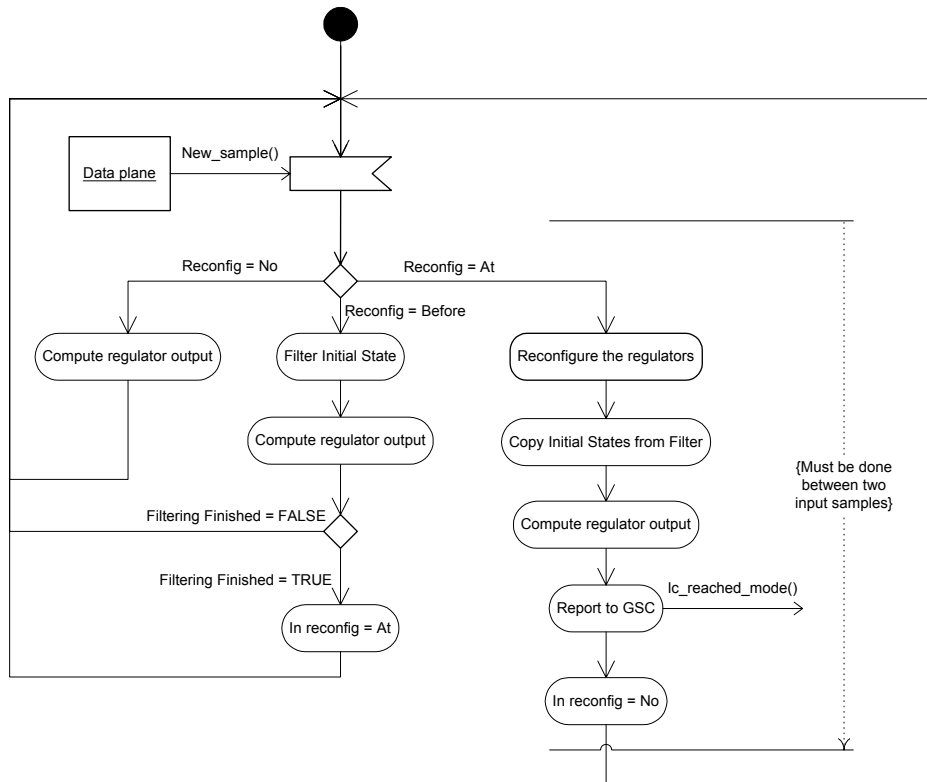 New_sample()
Data plane
Reconfig = No
Reconfig = At
Reconfig = Before
Compute regulator output
Filter Initial State
Reconfigure the regulators
Compute regulator output
Copy Initial States from Filter
{Must be done
between two
input samples}
Filtering Finished = FALSE
Compute regulator output
Filtering Finished = TRUE
Report to GSC
lc_reached_mode()
In reconfig = At
In reconfig = No